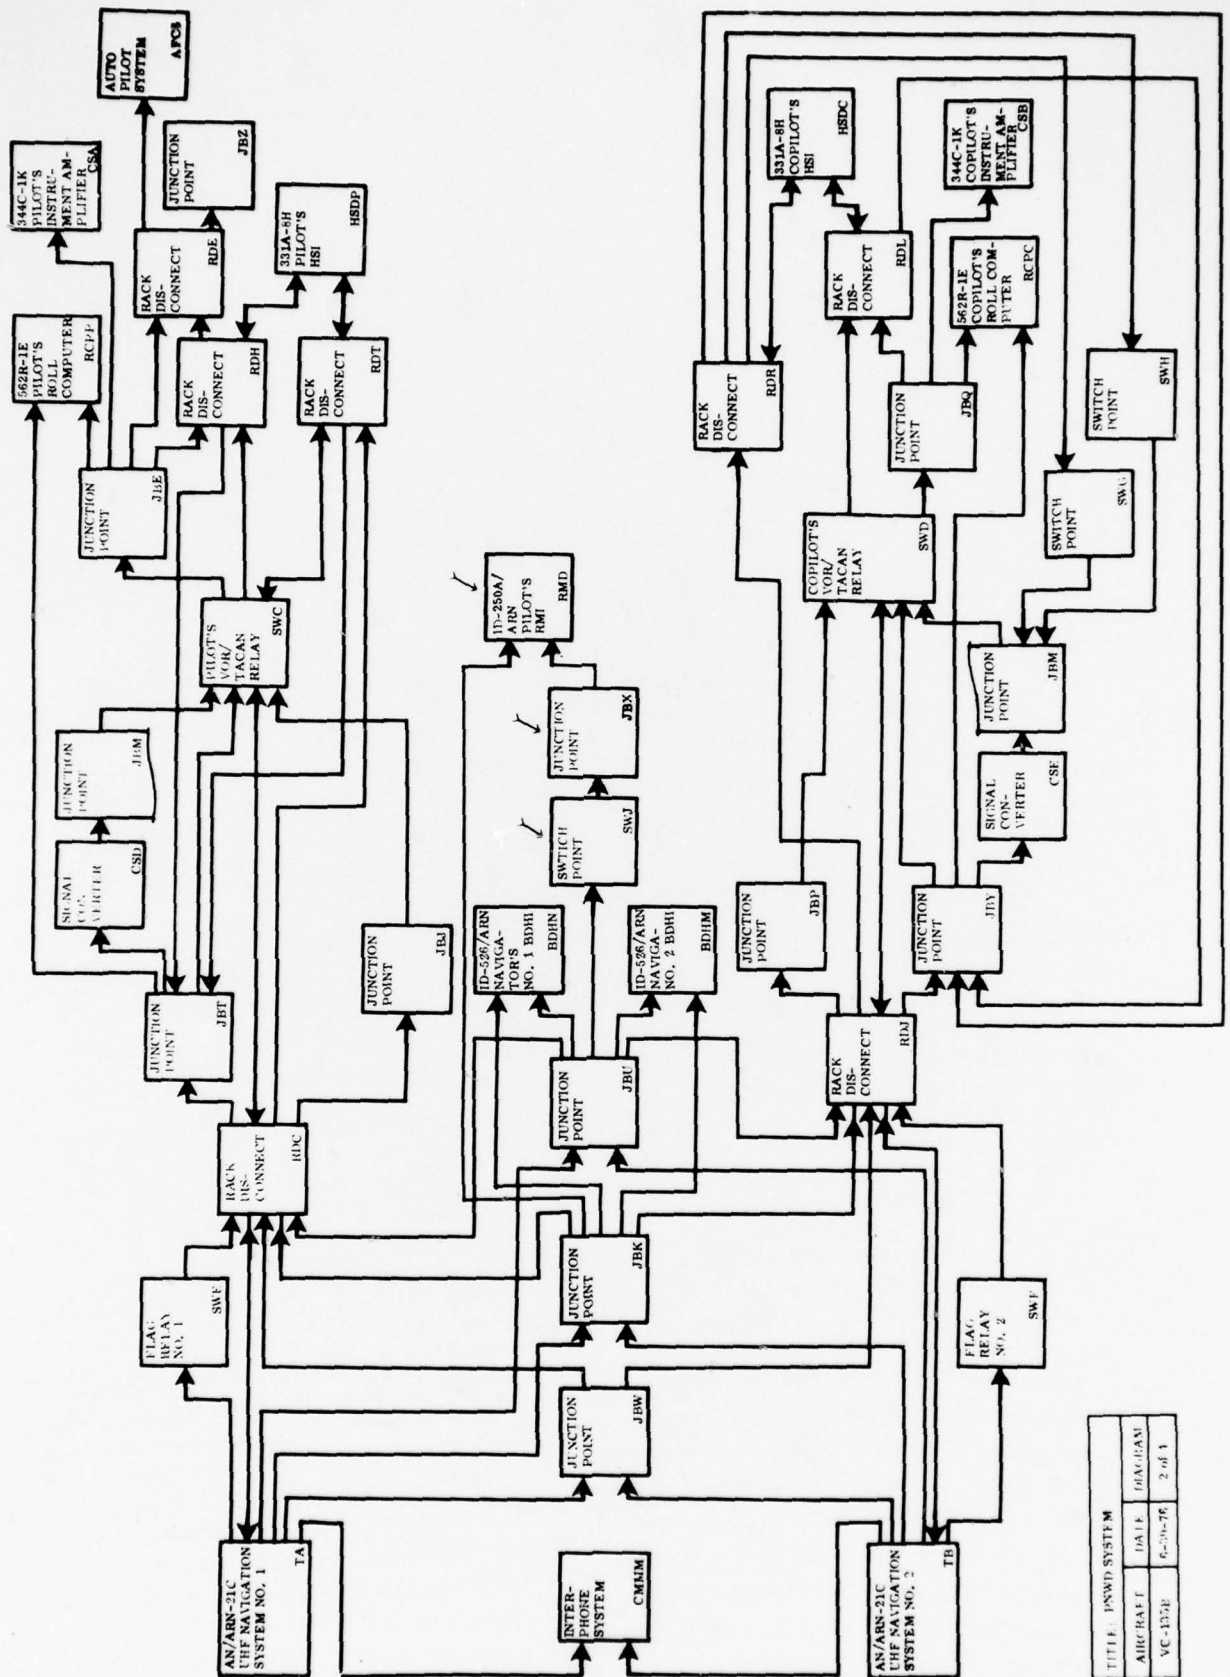 AUTO
PILOT
SYSTEM
AFCS
344C-1K
PILOT'S
INSTRU-
MENT AM-
PLIFIER
CSA
JUNCTION
POINT
JBZ
562R-1E
PILOT'S
ROLL
COMPUTER
RCPP
RACK
DIS-
CONNECT
RDE
331A-8H
PILOT'S
HSI
HSDP
RACK
DIS-
CONNECT
RDH
RACK
DIS-
CONNECT
RDT
JUNCTION
POINT
JBE
PILOT'S
VOR/
TACAN
RELAY
SWC
JUNCTION
POINT
JBM
SIGNAL
CON-
VERTER
CSD
JUNCTION
POINT
JBT
JUNCTION
POINT
JBJ
RACK
DIS-
CONNECT
RDC
FLAG
RELAY
NO. 1
SWE
AN/ARN-21C
UHF NAVIGATION
SYSTEM NO. 1
TA
ID-250A/
ARN
PILOT'S
RMI
RMD
JUNCTION
POINT
JBX
SWTICH
POINT
SWJ
ID-526/ARN
NAVIGA-
TOR'S
NO. 1 BDHI
BDHN
ID-526/ARN
NAVIGA-
NO. 2 BDHI
BDHM
JUNCTION
POINT
JBU
JUNCTION
POINT
JBK
JUNCTION
POINT
JBW
INTER-
PHONE
SYSTEM
CMMM
331A-8H
COPILOT'S
HSI
HSDC
344C-1K
COPILOT'S
INSTRU-
MENT AM-
PLIFIER
CSB
RACK
DIS-
CONNECT
RDL
562R-1E
COPILOT'S
ROLL COM-
PUTER
RCPC
RACK
DIS-
CONNECT
RDR
JUNCTION
POINT
JBQ
SWITCH
POINT
SWH
SWITCH
POINT
SWG
COPILOT'S
VOR/
TACAN
RELAY
SWD
JUNCTION
POINT
JBM
SIGNAL
CON-
VERTER
CSE
JUNCTION
POINT
JBP
JUNCTION
POINT
JBY
RACK
DIS-
CONNECT
RDJ
FLAG
RELAY
NO. 2
SWF
AN/ARN-21C
UHF NAVIGATION
SYSTEM NO. 2
TB
TITLE: PNWD SYSTEM
AIRCRAFT DATE DIAGRAM
VC-135B 2 of 4